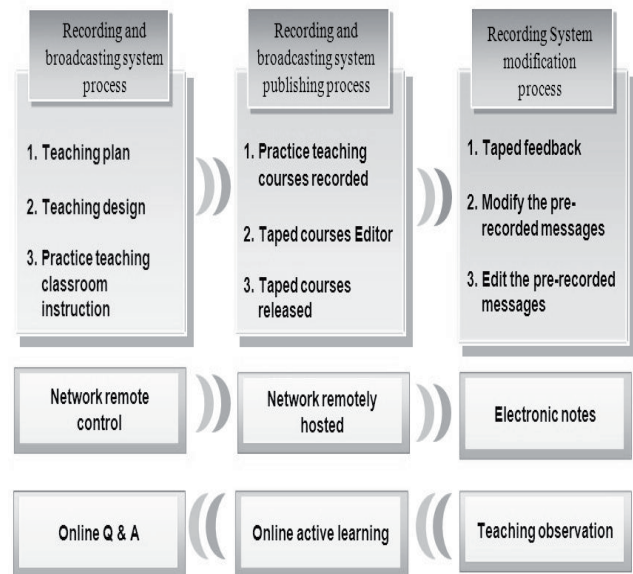 Recording and
broadcasting system
process
1. Teaching plan
2. Teaching design
3. Practice teaching
classroom
instruction
Recording and
broadcasting system
publishing process
1. Practice teaching
courses recorded
2. Taped courses Editor
3. Taped courses
released
Recording System
modification
process
1. Taped feedback
2. Modify the pre-
recorded messages
3. Edit the pre-recorded
messages
Network remote
control
Network remotely
hosted
Electronic notes
Online Q & A
Online active learning
Teaching observation